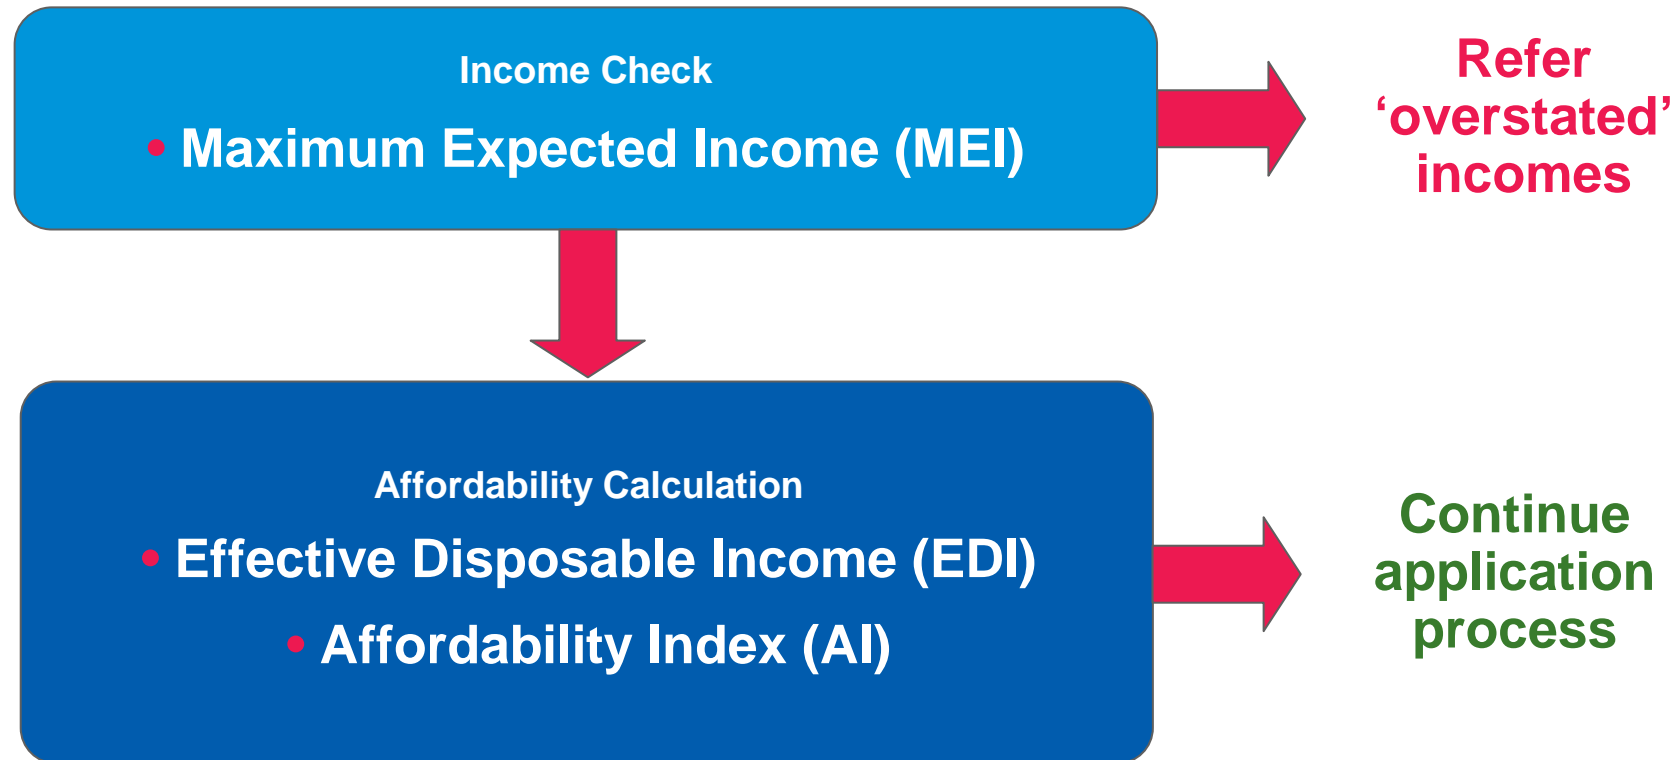 Income Check
• Maximum Expected Income (MEI)
Refer
‘overstated’
incomes
Affordability Calculation
• Effective Disposable Income (EDI)
• Affordability Index (AI)
Continue
application
process